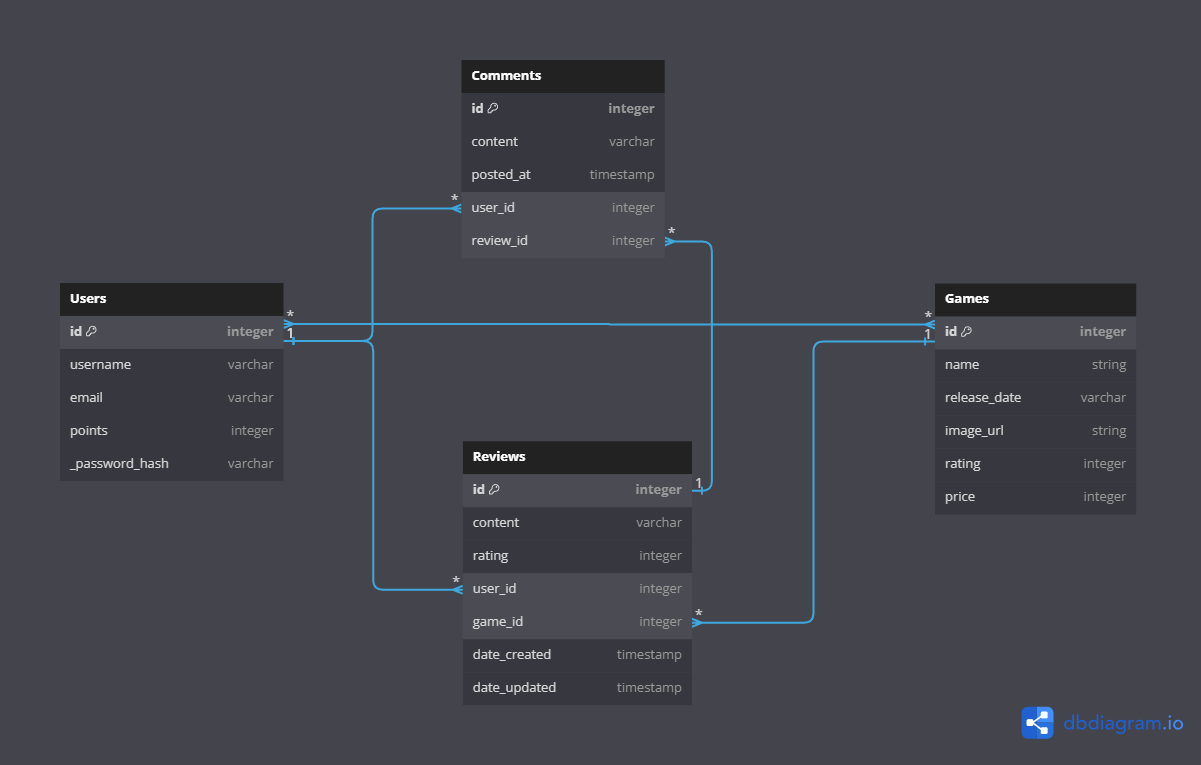 Comments
id integer
content varchar
posted_at timestamp
* user_id integer
review_id integer *
Users
id integer *
1
username varchar
email varchar
points integer
_password_hash varchar
Games
* id integer
1
name string
release_date varchar
image_url string
rating integer
price integer
Reviews
id integer 1
content varchar
rating integer
* user_id integer
game_id integer *
date_created timestamp
date_updated timestamp
dbdiagram.io